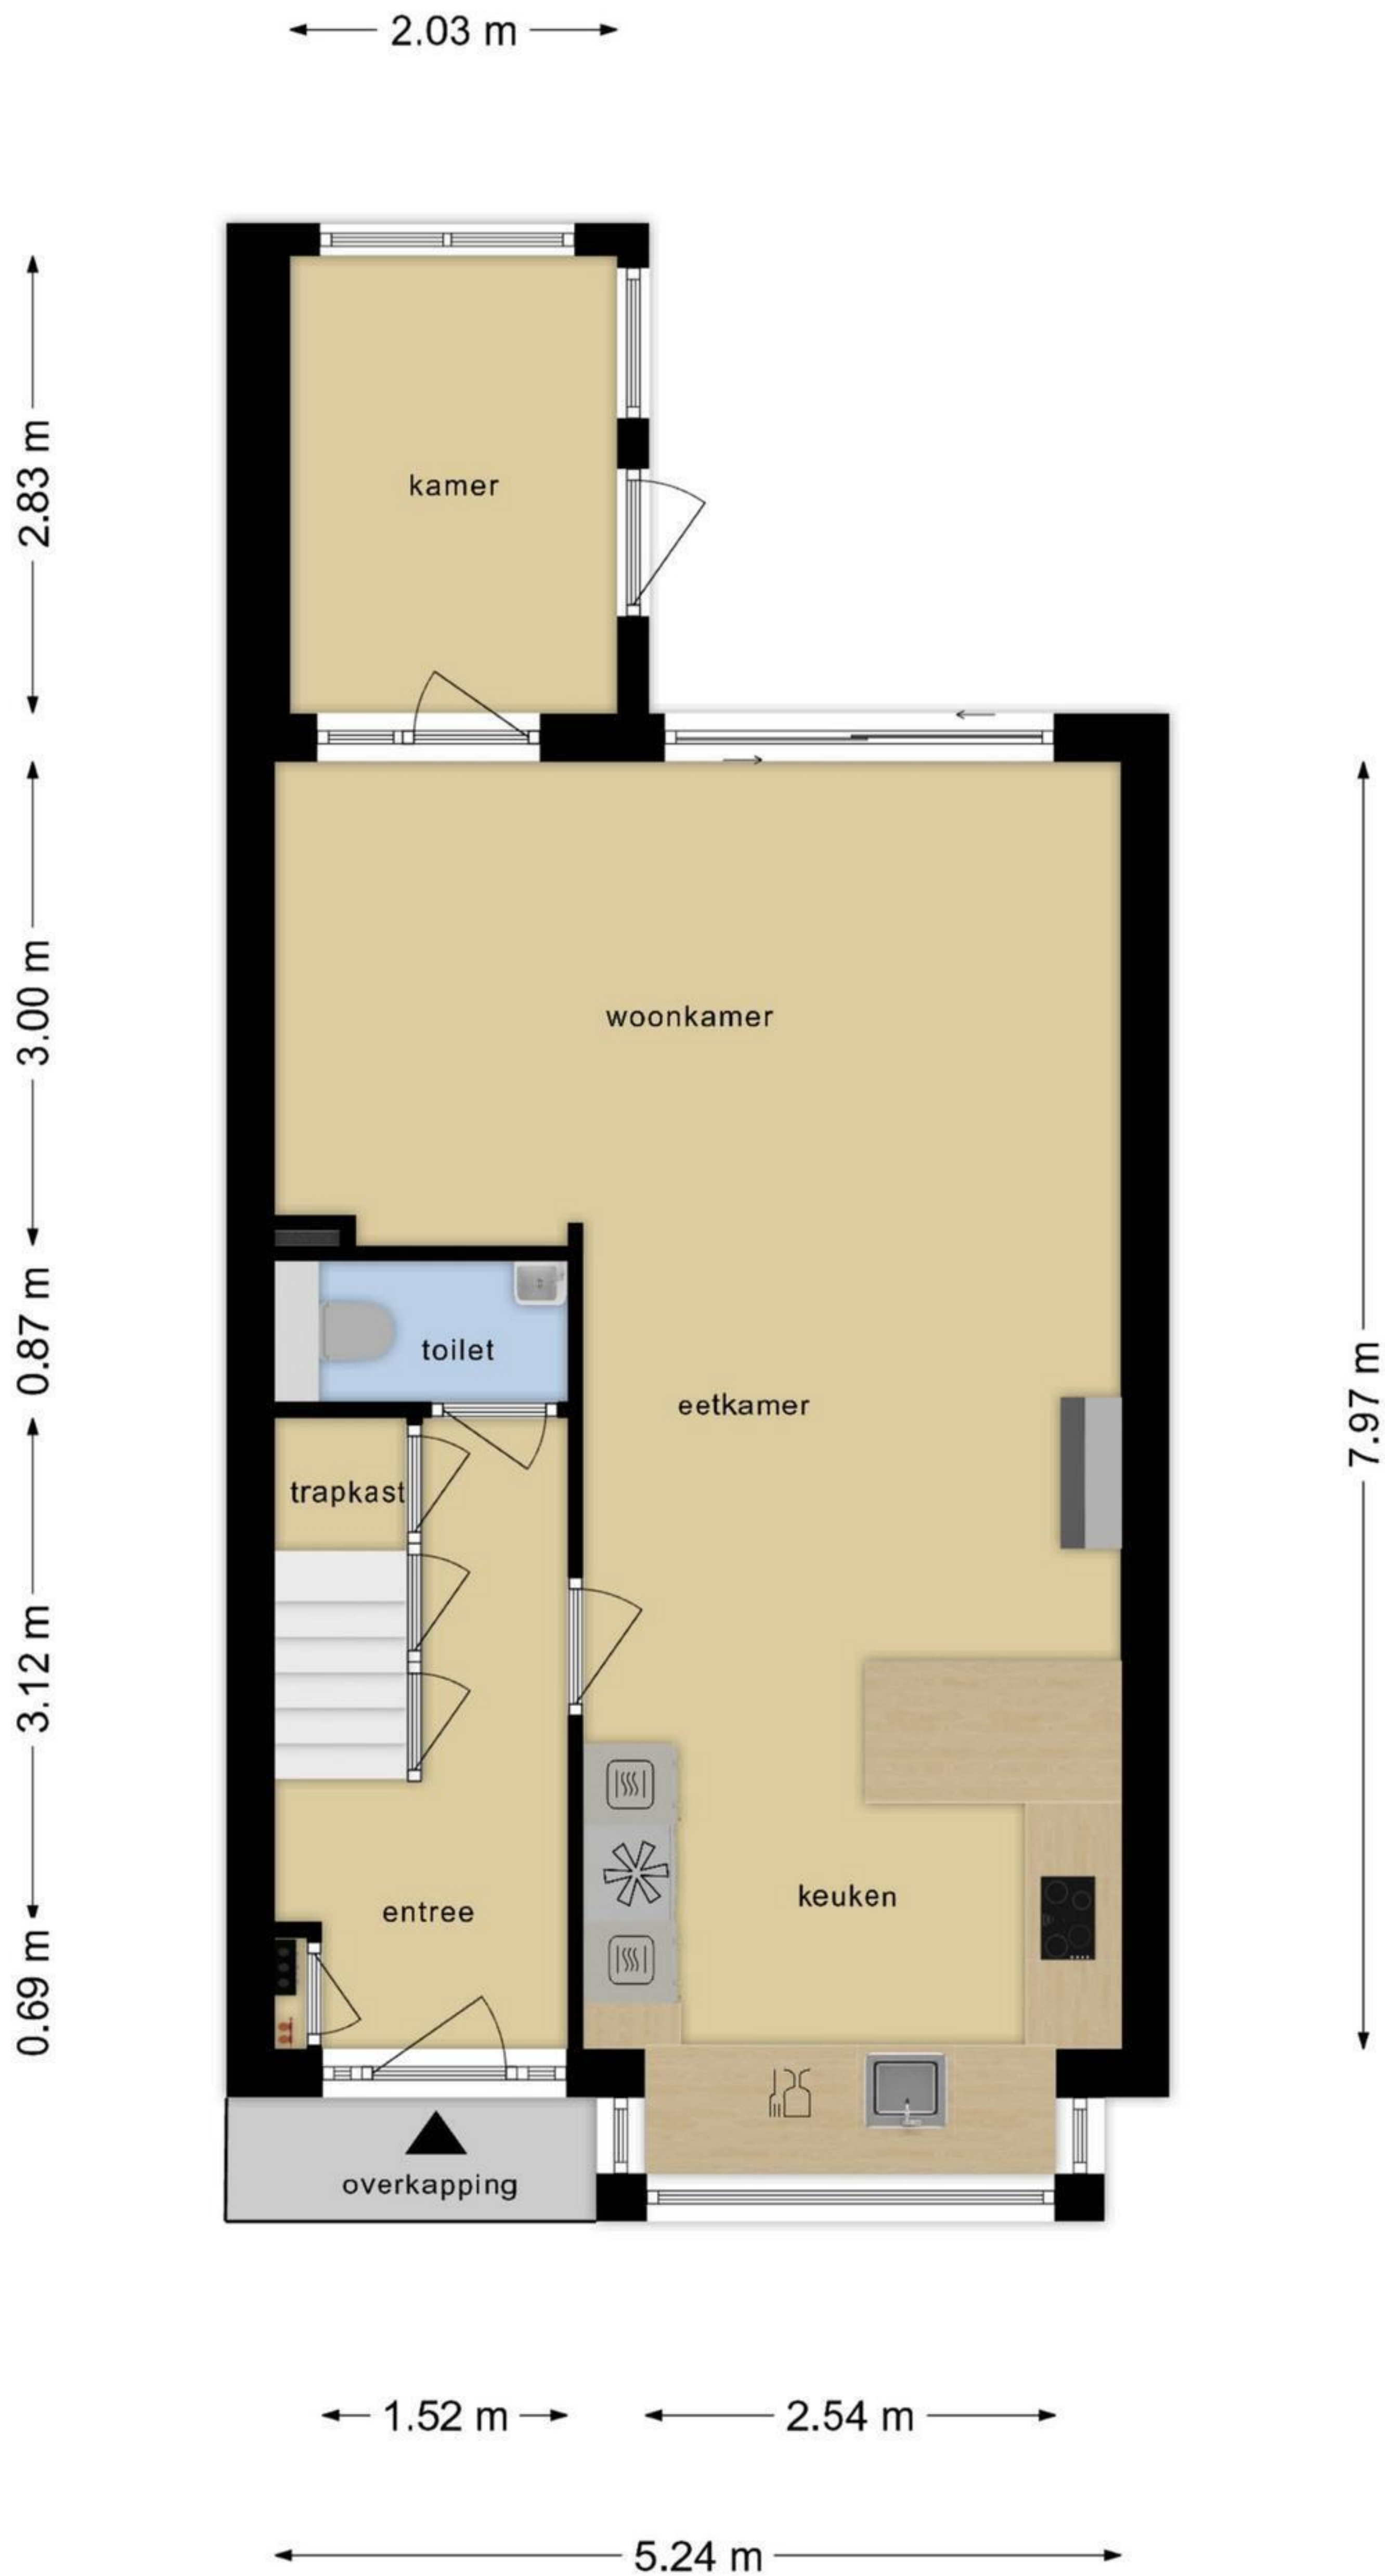 2.03 m
kamer
2.83 m
woonkamer
3.00 m
toilet
0.87 m
eetkamer
7.97 m
trapkast
3.12 m
keuken
entree
0.69 m
overkapping
1.52 m
2.54 m
5.24 m